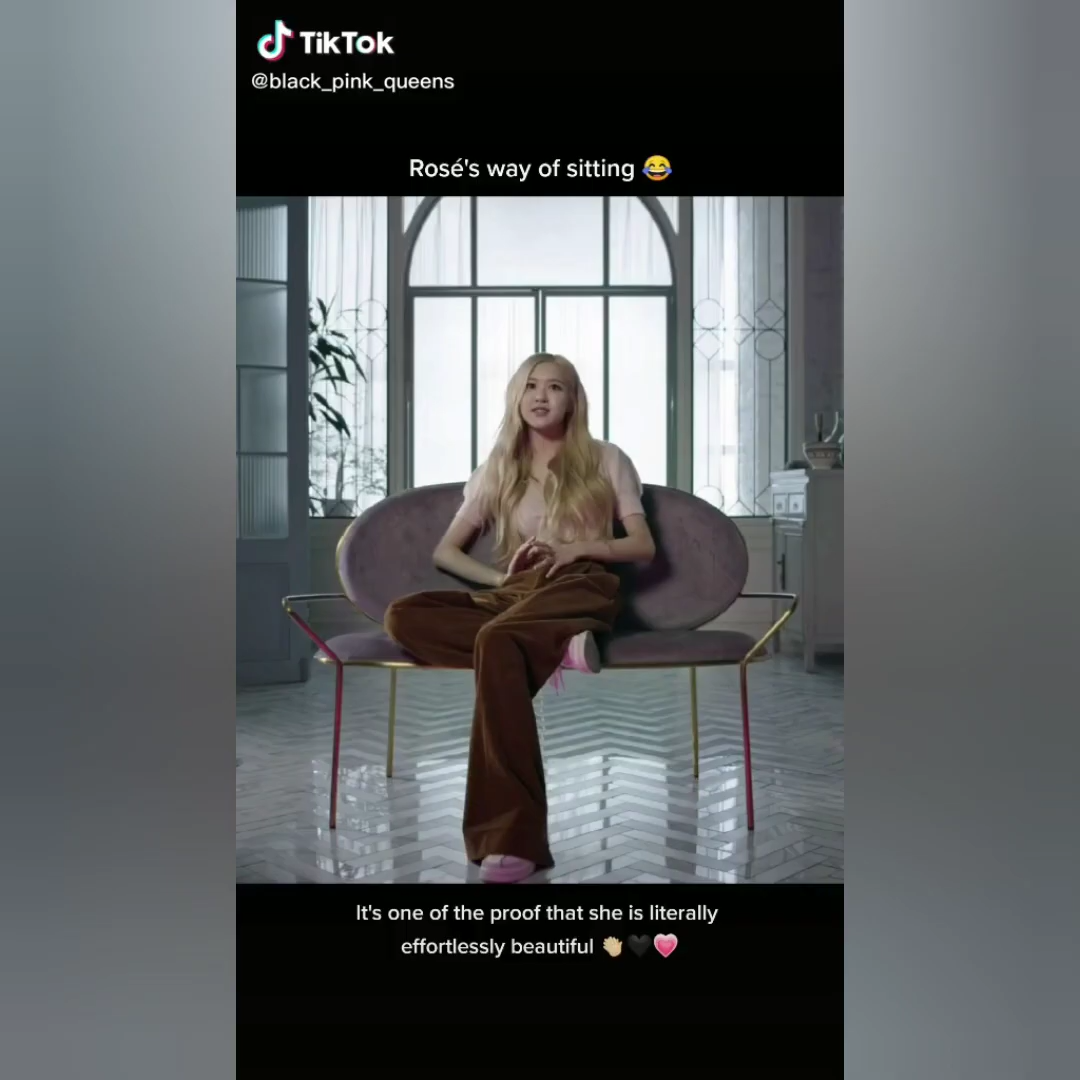 TikTok
@black_pink_queens
Rosé's way of sitting 😂
It's one of the proof that she is literally
effortlessly beautiful 👏🏼🖤💗